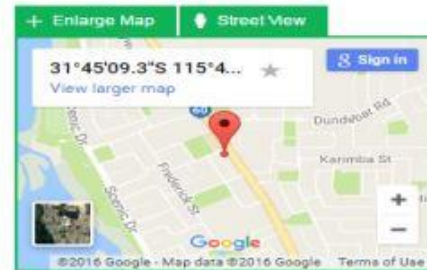 + Enlarge Map
Street View
31°45'09.3"S 115°4...
View larger map
8 Sign in
60
Dundebar Rd
Karimba St
Scenic Dr
Frederick St
Scenic Dr
+
−
Google
©2016 Google - Map data ©2016 Google Terms of Use